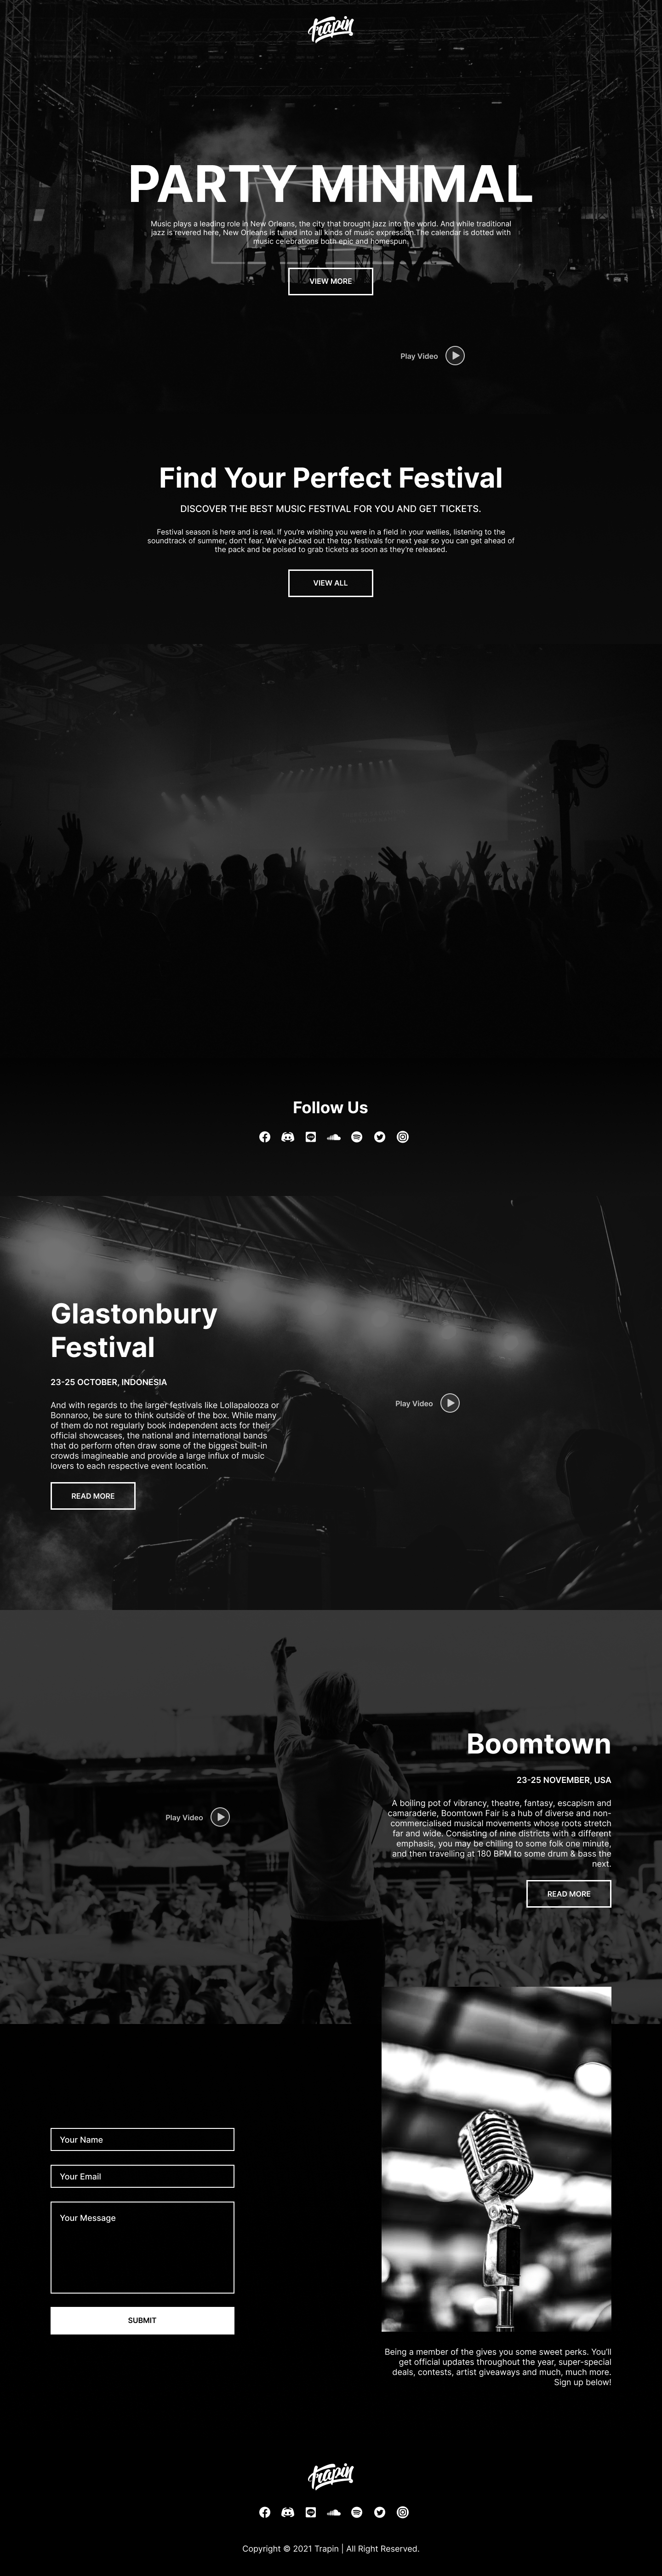 trapin
PARTY MINIMAL
Music plays a leading role in New Orleans, the city that brought jazz into the world. And while traditional
jazz is revered here, New Orleans is tuned into all kinds of music expression.The calendar is dotted with
music celebrations both epic and homespun.
VIEW MORE
Play Video
Find Your Perfect Festival
DISCOVER THE BEST MUSIC FESTIVAL FOR YOU AND GET TICKETS.
Festival season is here and is real. If you're wishing you were in a field in your wellies, listening to the
soundtrack of summer, don't fear. We've picked out the top festivals for next year so you can get ahead of
the pack and be poised to grab tickets as soon as they're released.
VIEW ALL
Follow Us
Glastonbury
Festival
23-25 OCTOBER, INDONESIA
And with regards to the larger festivals like Lollapalooza or
Bonnaroo, be sure to think outside of the box. While many
of them do not regularly book independent acts for their
official showcases, the national and international bands
that do perform often draw some of the biggest built-in
crowds imagineable and provide a large influx of music
lovers to each respective event location.
READ MORE
Play Video
Boomtown
23-25 NOVEMBER, USA
A boiling pot of vibrancy, theatre, fantasy, escapism and
camaraderie, Boomtown Fair is a hub of diverse and non-
commercialised musical movements whose roots stretch
far and wide. Consisting of nine districts with a different
emphasis, you may be chilling to some folk one minute,
and then travelling at 180 BPM to some drum & bass the
next.
READ MORE
Play Video
Your Name
Your Email
Your Message
SUBMIT
Being a member of the gives you some sweet perks. You'll
get official updates throughout the year, super-special
deals, contests, artist giveaways and much, much more.
Sign up below!
trapin
Copyright © 2021 Trapin | All Right Reserved.